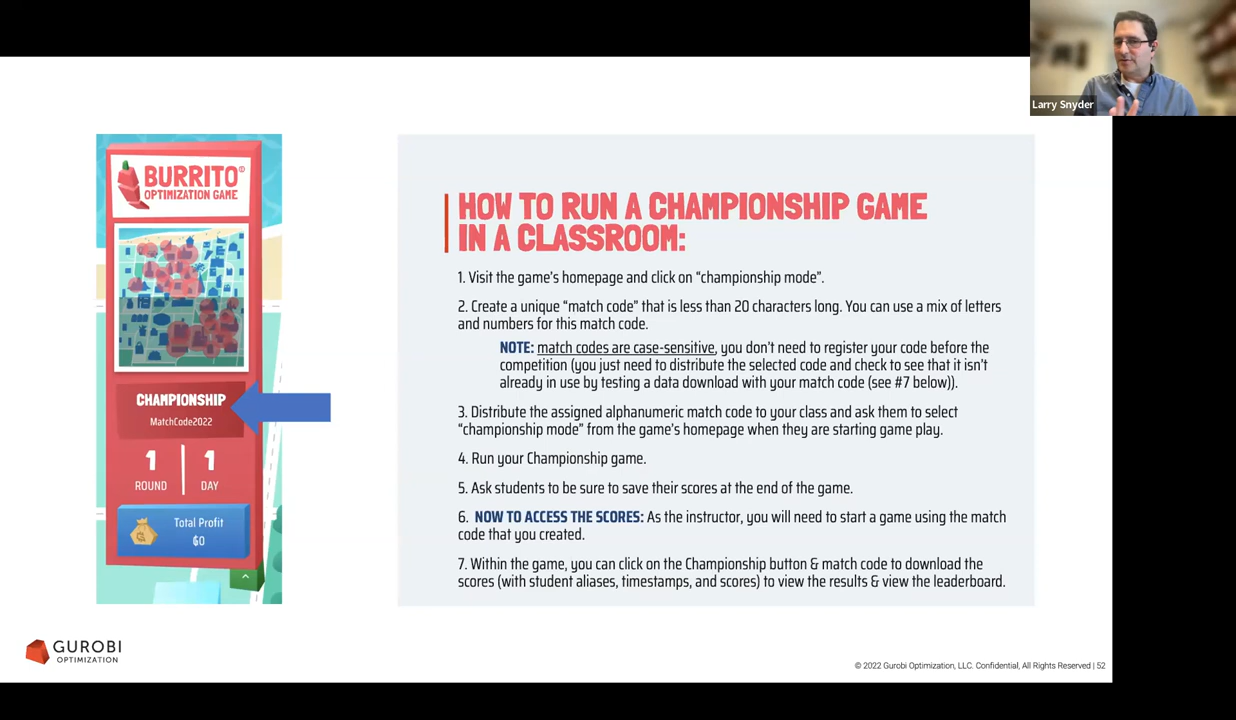 Larry Snyder
BURRITO®
OPTIMIZATION GAME
CHAMPIONSHIP
MatchCode2022
1 1
ROUND DAY
Total Profit
$0
HOW TO RUN A CHAMPIONSHIP GAME
IN A CLASSROOM:
1. Visit the game's homepage and click on “championship mode”.
2. Create a unique “match code” that is less than 20 characters long. You can use a mix of letters
and numbers for this match code.
NOTE: match codes are case-sensitive, you don't need to register your code before the
competition (you just need to distribute the selected code and check to see that it isn't
already in use by testing a data download with your match code (see #7 below)).
3. Distribute the assigned alphanumeric match code to your class and ask them to select
“championship mode” from the game's homepage when they are starting game play.
4. Run your Championship game.
5. Ask students to be sure to save their scores at the end of the game.
6. NOW TO ACCESS THE SCORES: As the instructor, you will need to start a game using the match
code that you created.
7. Within the game, you can click on the Championship button & match code to download the
scores (with student aliases, timestamps, and scores) to view the results & view the leaderboard.
GUROBI
OPTIMIZATION
© 2022 Gurobi Optimization, LLC. Confidential, All Rights Reserved | 52